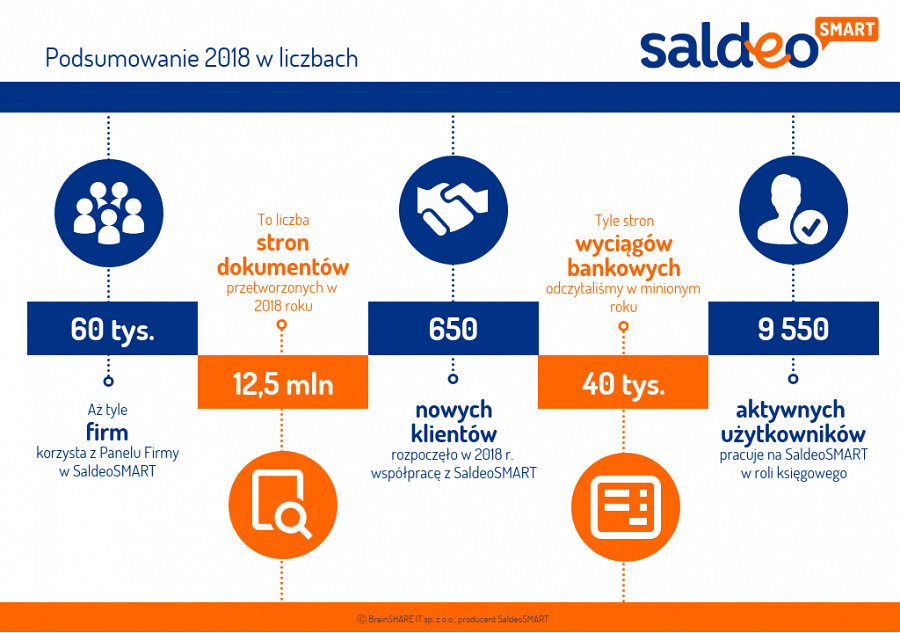 Podsumowanie 2018 w liczbach
saldeo
SMART
60 tys.
Aż tyle
firm
korzysta z Panelu Firmy
w SaldeoSMART
To liczba
stron
dokumentów
przetworzonych w
2018 roku
12,5 mln
650
nowych
klientów
rozpoczęło w 2018 r.
współpracę z SaldeoSMART
Tyle stron
wyciągów
bankowych
odczytaliśmy w minionym
roku
40 tys.
9 550
aktywnych
użytkowników
pracuje na SaldeoSMART
w roli księgowego
© BrainSHARE IT sp. z o.o., producent SaldeoSMART